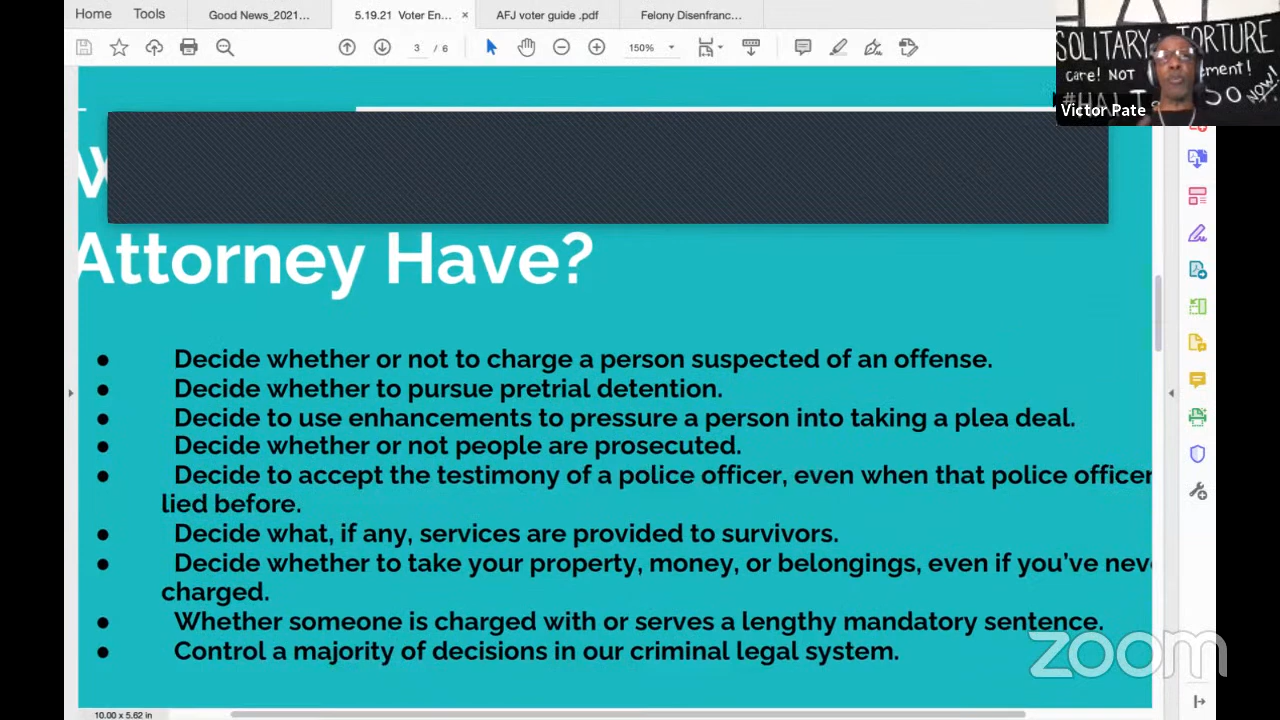 Home Tools Good News_2021... 5.19.21 Voter En... × AFJ voter guide .pdf Felony Disenfranc...
3 / 6 150%
SOLITARY TORTURE
Care! NOT
NOW!
Victor Pate
Attorney Have?
● Decide whether or not to charge a person suspected of an offense.
● Decide whether to pursue pretrial detention.
● Decide to use enhancements to pressure a person into taking a plea deal.
● Decide whether or not people are prosecuted.
● Decide to accept the testimony of a police officer, even when that police officer
lied before.
● Decide what, if any, services are provided to survivors.
● Decide whether to take your property, money, or belongings, even if you've nev
charged.
● Whether someone is charged with or serves a lengthy mandatory sentence.
● Control a majority of decisions in our criminal legal system.
zoom
10.00 x 5.62 in